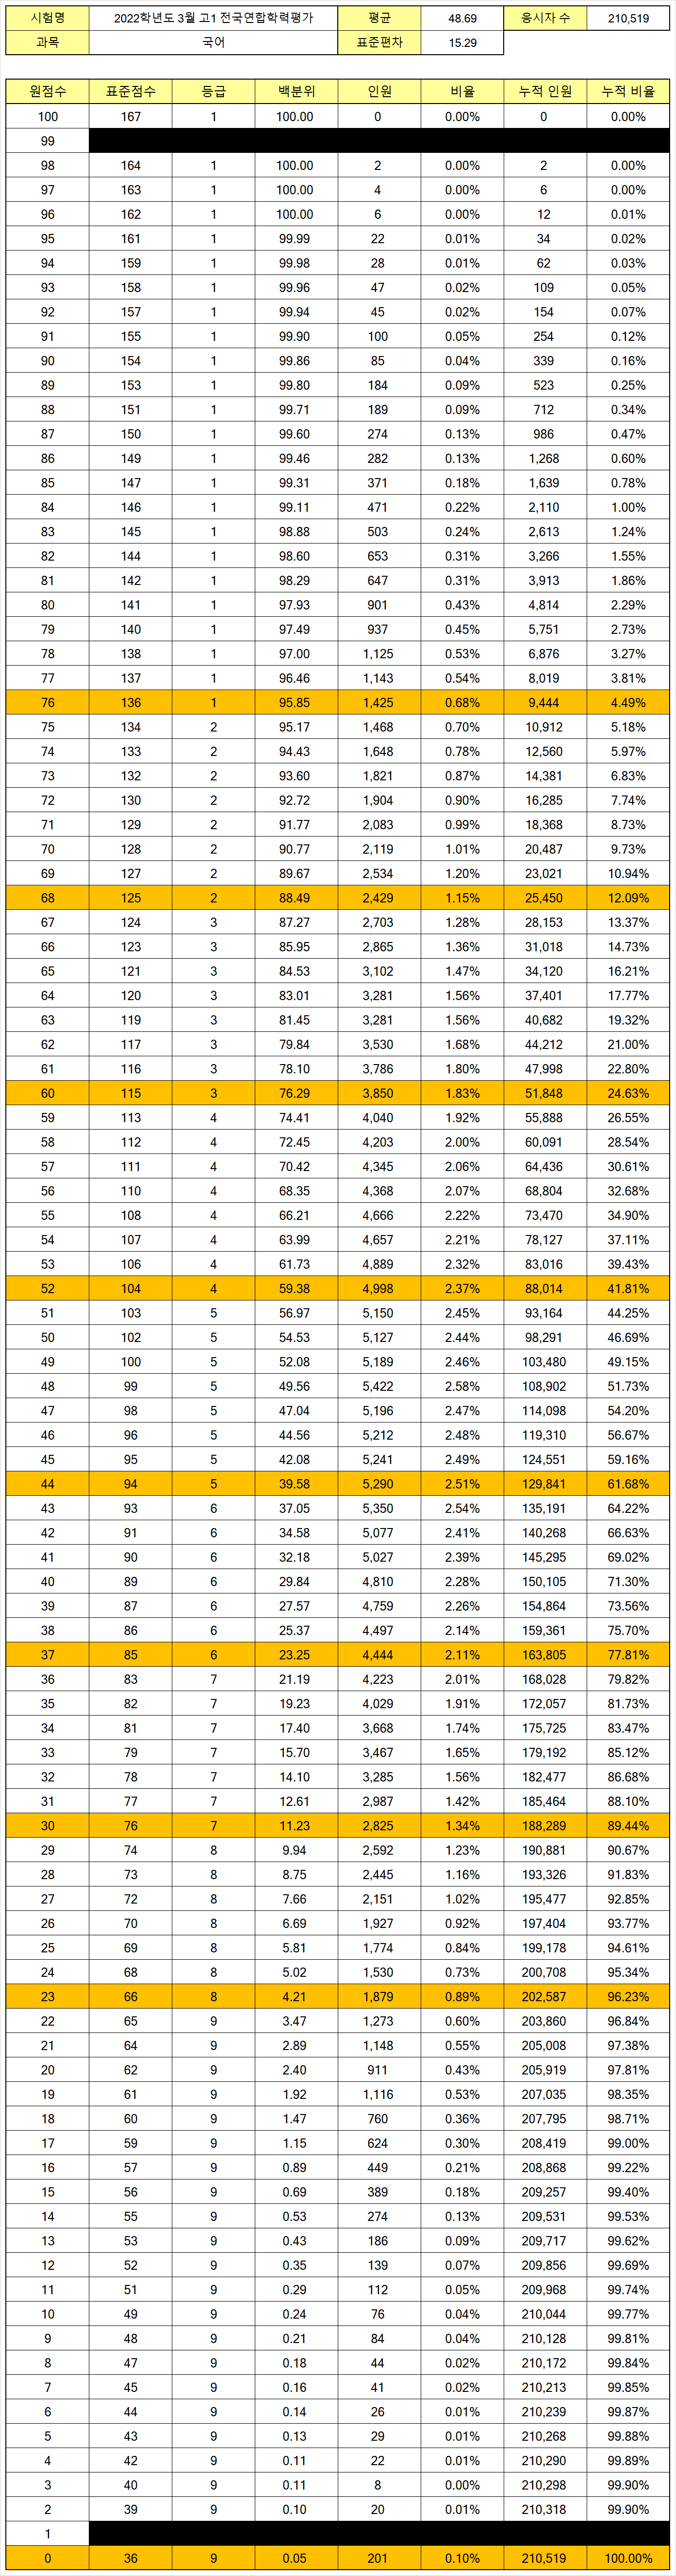 시험명 2022학년도 3월 고1 전국연합학력평가 평균 48.69 응시자 수 210,519
과목 국어 표준편차 15.29
원점수 표준점수 등급 백분위 인원 비율 누적 인원 누적 비율
100 167 1 100.00 0 0.00% 0 0.00%
99
98 164 1 100.00 2 0.00% 2 0.00%
97 163 1 100.00 4 0.00% 6 0.00%
96 162 1 100.00 6 0.00% 12 0.01%
95 161 1 99.99 22 0.01% 34 0.02%
94 159 1 99.98 28 0.01% 62 0.03%
93 158 1 99.96 47 0.02% 109 0.05%
92 157 1 99.94 45 0.02% 154 0.07%
91 155 1 99.90 100 0.05% 254 0.12%
90 154 1 99.86 85 0.04% 339 0.16%
89 153 1 99.80 184 0.09% 523 0.25%
88 151 1 99.71 189 0.09% 712 0.34%
87 150 1 99.60 274 0.13% 986 0.47%
86 149 1 99.46 282 0.13% 1,268 0.60%
85 147 1 99.31 371 0.18% 1,639 0.78%
84 146 1 99.11 471 0.22% 2,110 1.00%
83 145 1 98.88 503 0.24% 2,613 1.24%
82 144 1 98.60 653 0.31% 3,266 1.55%
81 142 1 98.29 647 0.31% 3,913 1.86%
80 141 1 97.93 901 0.43% 4,814 2.29%
79 140 1 97.49 937 0.45% 5,751 2.73%
78 138 1 97.00 1,125 0.53% 6,876 3.27%
77 137 1 96.46 1,143 0.54% 8,019 3.81%
76 136 1 95.85 1,425 0.68% 9,444 4.49%
75 134 2 95.17 1,468 0.70% 10,912 5.18%
74 133 2 94.43 1,648 0.78% 12,560 5.97%
73 132 2 93.60 1,821 0.87% 14,381 6.83%
72 130 2 92.72 1,904 0.90% 16,285 7.74%
71 129 2 91.77 2,083 0.99% 18,368 8.73%
70 128 2 90.77 2,119 1.01% 20,487 9.73%
69 127 2 89.67 2,534 1.20% 23,021 10.94%
68 125 2 88.49 2,429 1.15% 25,450 12.09%
67 124 3 87.27 2,703 1.28% 28,153 13.37%
66 123 3 85.95 2,865 1.36% 31,018 14.73%
65 121 3 84.53 3,102 1.47% 34,120 16.21%
64 120 3 83.01 3,281 1.56% 37,401 17.77%
63 119 3 81.45 3,281 1.56% 40,682 19.32%
62 117 3 79.84 3,530 1.68% 44,212 21.00%
61 116 3 78.10 3,786 1.80% 47,998 22.80%
60 115 3 76.29 3,850 1.83% 51,848 24.63%
59 113 4 74.41 4,040 1.92% 55,888 26.55%
58 112 4 72.45 4,203 2.00% 60,091 28.54%
57 111 4 70.42 4,345 2.06% 64,436 30.61%
56 110 4 68.35 4,368 2.07% 68,804 32.68%
55 108 4 66.21 4,666 2.22% 73,470 34.90%
54 107 4 63.99 4,657 2.21% 78,127 37.11%
53 106 4 61.73 4,889 2.32% 83,016 39.43%
52 104 4 59.38 4,998 2.37% 88,014 41.81%
51 103 5 56.97 5,150 2.45% 93,164 44.25%
50 102 5 54.53 5,127 2.44% 98,291 46.69%
49 100 5 52.08 5,189 2.46% 103,480 49.15%
48 99 5 49.56 5,422 2.58% 108,902 51.73%
47 98 5 47.04 5,196 2.47% 114,098 54.20%
46 96 5 44.56 5,212 2.48% 119,310 56.67%
45 95 5 42.08 5,241 2.49% 124,551 59.16%
44 94 5 39.58 5,290 2.51% 129,841 61.68%
43 93 6 37.05 5,350 2.54% 135,191 64.22%
42 91 6 34.58 5,077 2.41% 140,268 66.63%
41 90 6 32.18 5,027 2.39% 145,295 69.02%
40 89 6 29.84 4,810 2.28% 150,105 71.30%
39 87 6 27.57 4,759 2.26% 154,864 73.56%
38 86 6 25.37 4,497 2.14% 159,361 75.70%
37 85 6 23.25 4,444 2.11% 163,805 77.81%
36 83 7 21.19 4,223 2.01% 168,028 79.82%
35 82 7 19.23 4,029 1.91% 172,057 81.73%
34 81 7 17.40 3,668 1.74% 175,725 83.47%
33 79 7 15.70 3,467 1.65% 179,192 85.12%
32 78 7 14.10 3,285 1.56% 182,477 86.68%
31 77 7 12.61 2,987 1.42% 185,464 88.10%
30 76 7 11.23 2,825 1.34% 188,289 89.44%
29 74 8 9.94 2,592 1.23% 190,881 90.67%
28 73 8 8.75 2,445 1.16% 193,326 91.83%
27 72 8 7.66 2,151 1.02% 195,477 92.85%
26 70 8 6.69 1,927 0.92% 197,404 93.77%
25 69 8 5.81 1,774 0.84% 199,178 94.61%
24 68 8 5.02 1,530 0.73% 200,708 95.34%
23 66 8 4.21 1,879 0.89% 202,587 96.23%
22 65 9 3.47 1,273 0.60% 203,860 96.84%
21 64 9 2.89 1,148 0.55% 205,008 97.38%
20 62 9 2.40 911 0.43% 205,919 97.81%
19 61 9 1.92 1,116 0.53% 207,035 98.35%
18 60 9 1.47 760 0.36% 207,795 98.71%
17 59 9 1.15 624 0.30% 208,419 99.00%
16 57 9 0.89 449 0.21% 208,868 99.22%
15 56 9 0.69 389 0.18% 209,257 99.40%
14 55 9 0.53 274 0.13% 209,531 99.53%
13 53 9 0.43 186 0.09% 209,717 99.62%
12 52 9 0.35 139 0.07% 209,856 99.69%
11 51 9 0.29 112 0.05% 209,968 99.74%
10 49 9 0.24 76 0.04% 210,044 99.77%
9 48 9 0.21 84 0.04% 210,128 99.81%
8 47 9 0.18 44 0.02% 210,172 99.84%
7 45 9 0.16 41 0.02% 210,213 99.85%
6 44 9 0.14 26 0.01% 210,239 99.87%
5 43 9 0.13 29 0.01% 210,268 99.88%
4 42 9 0.11 22 0.01% 210,290 99.89%
3 40 9 0.11 8 0.00% 210,298 99.90%
2 39 9 0.10 20 0.01% 210,318 99.90%
1
0 36 9 0.05 201 0.10% 210,519 100.00%